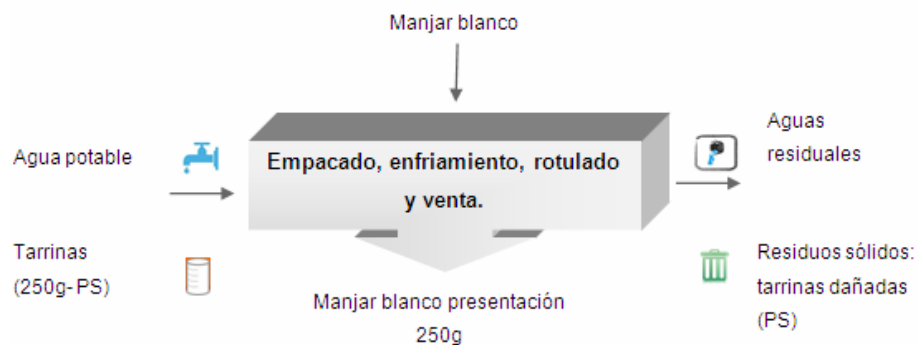 Manjar blanco
Agua potable
Empacado, enfriamiento, rotulado
y venta.
Aguas
residuales
Tarrinas
(250g- PS)
Manjar blanco presentación
250g
Residuos sólidos:
tarrinas dañadas
(PS)